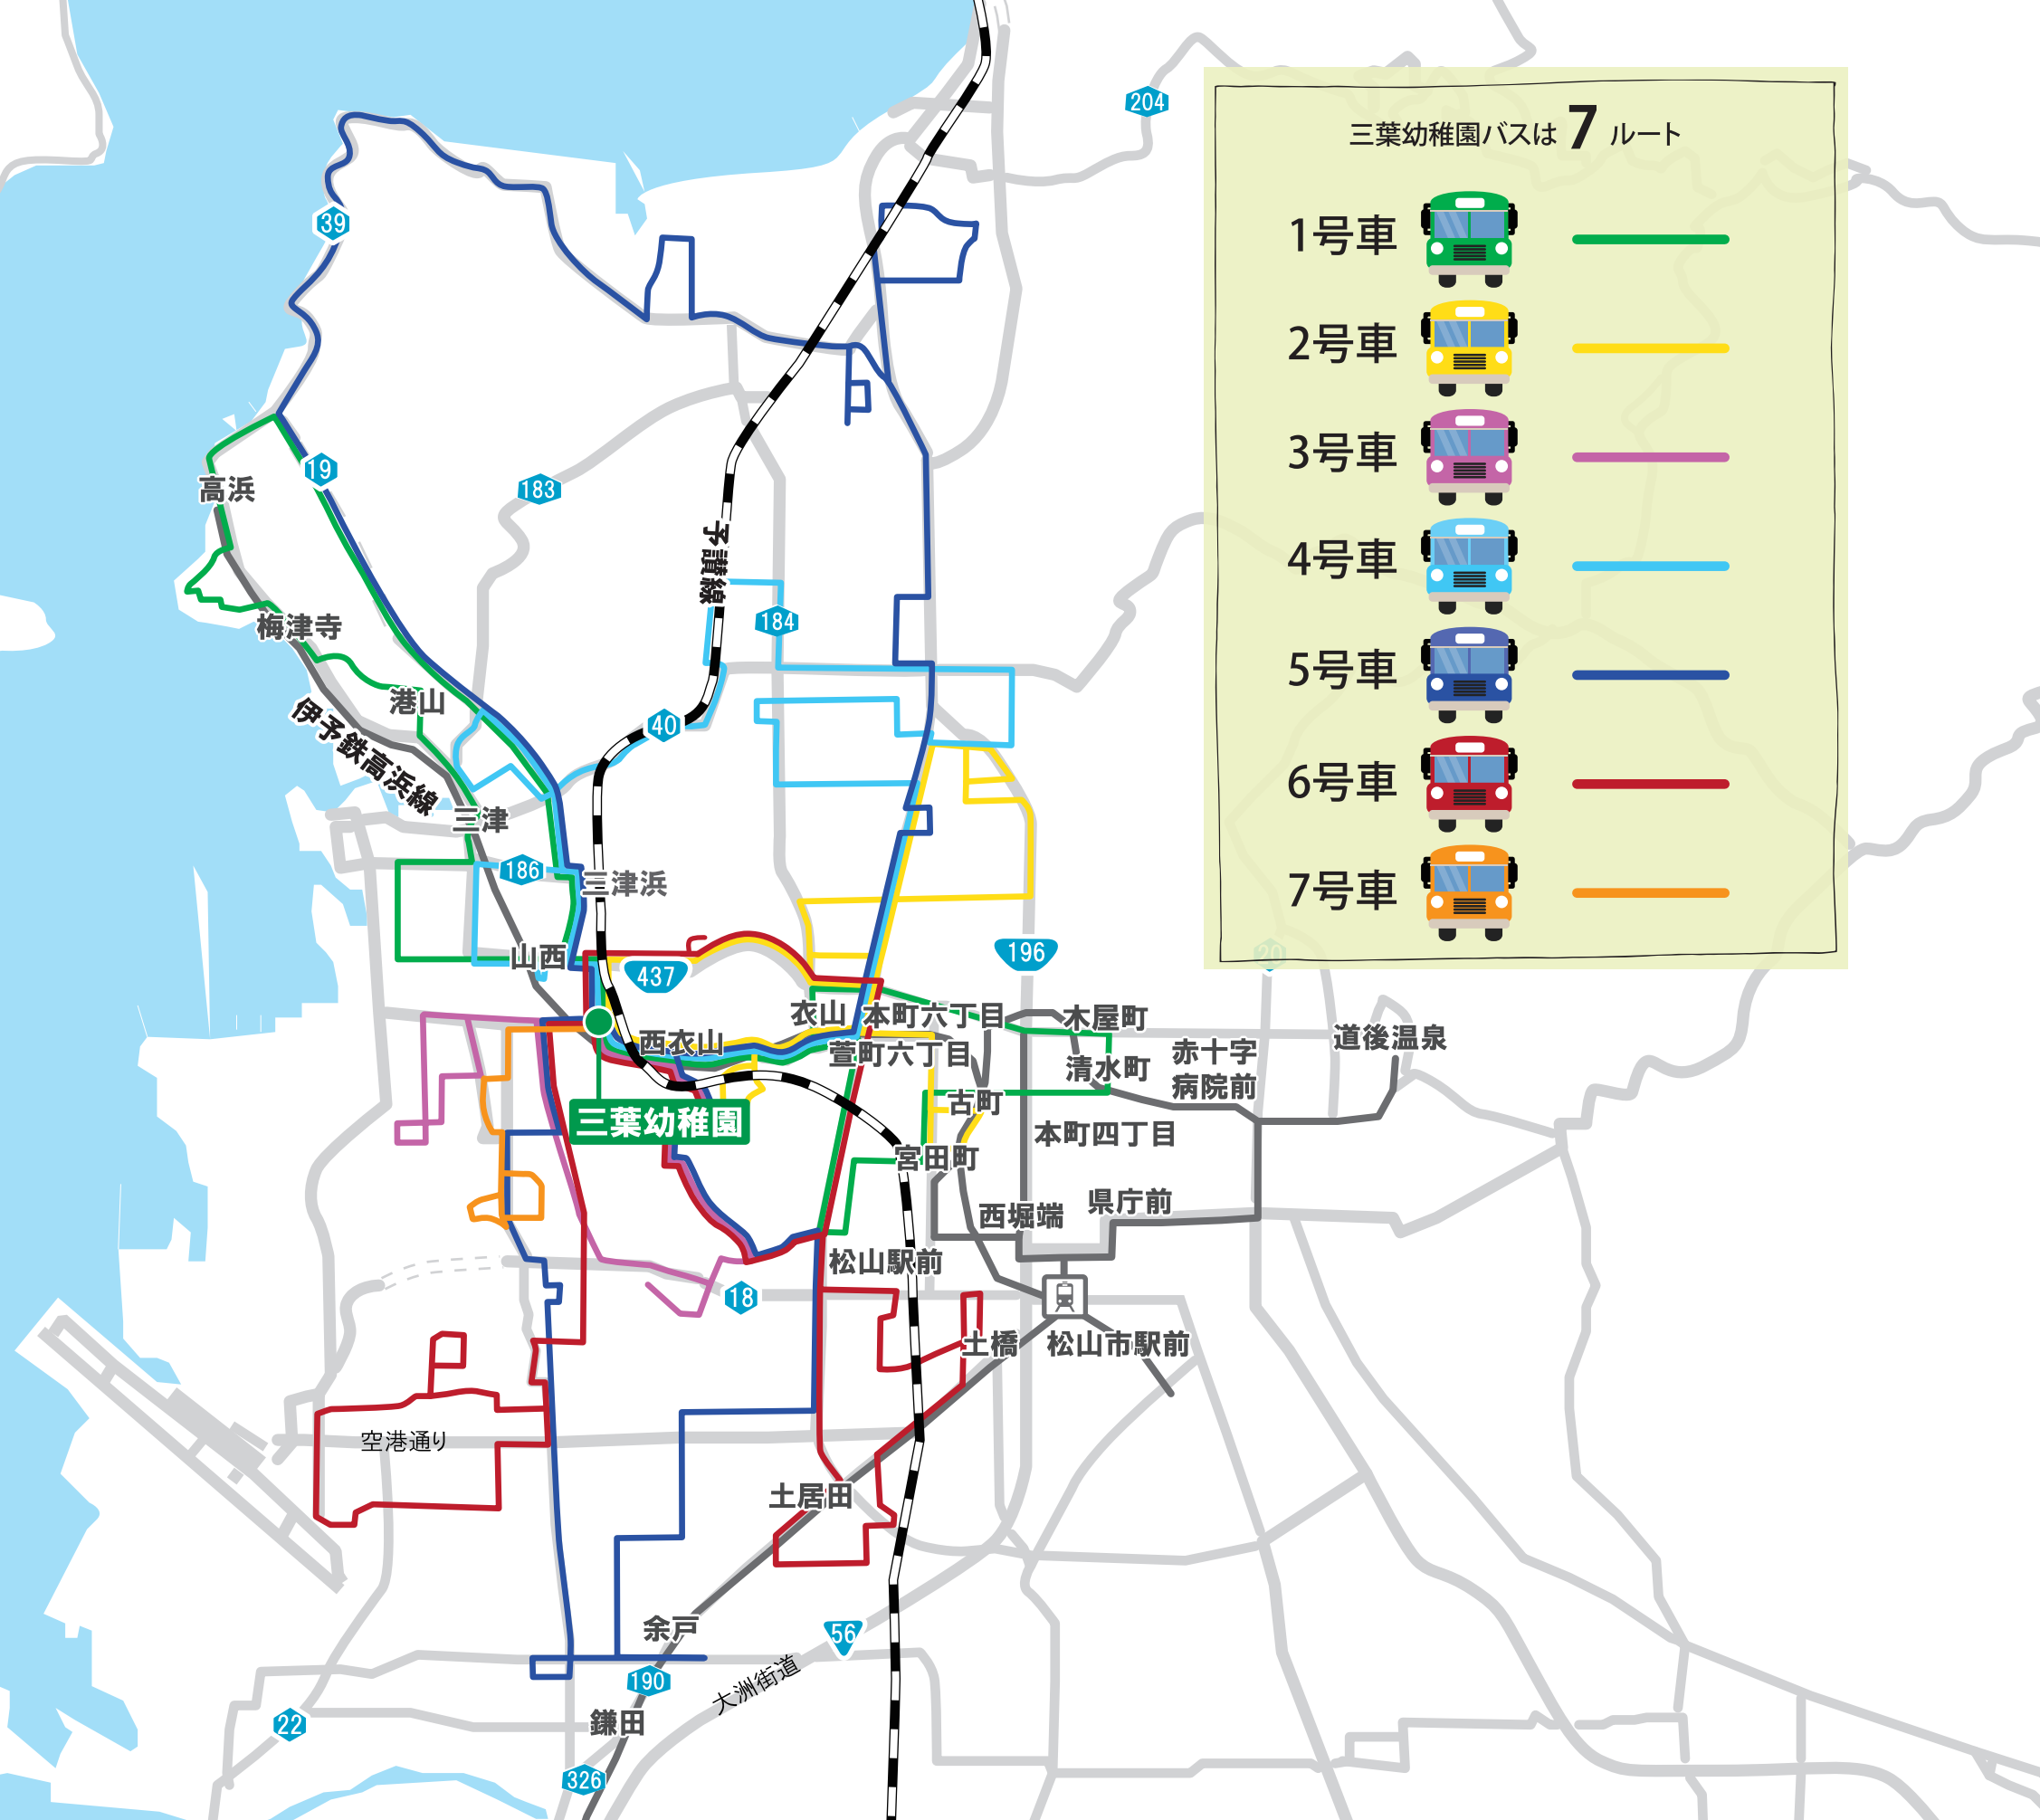 三葉幼稚園バスは 7 ルート
1号車
2号車
3号車
4号車
5号車
6号車
7号車
204
39
19
高浜
183
予讃線
184
梅津寺
港山
伊予鉄高浜線
40
三津
186
三津浜
山西
437
196
20
衣山
本町六丁目
木屋町
西衣山
萱町六丁目
清水町
赤十字
病院前
道後温泉
古町
三葉幼稚園
本町四丁目
宮田町
西堀端
県庁前
松山駅前
18
土橋
松山市駅前
空港通り
土居田
余戸
56
190
大洲街道
鎌田
22
326